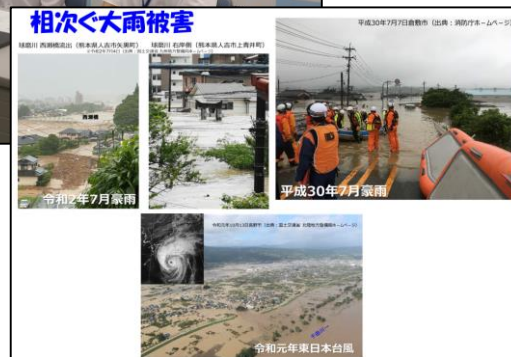 相次ぐ大雨被害
球磨川 西瀬橋流出（熊本県人吉市矢黒町）
球磨川 右岸側（熊本県人吉市上青井町）
西瀬橋
令和2年7月豪雨
平成30年7月7日倉敷市（出典：消防庁ホームページ）
平成30年7月豪雨
令和元年東日本台風